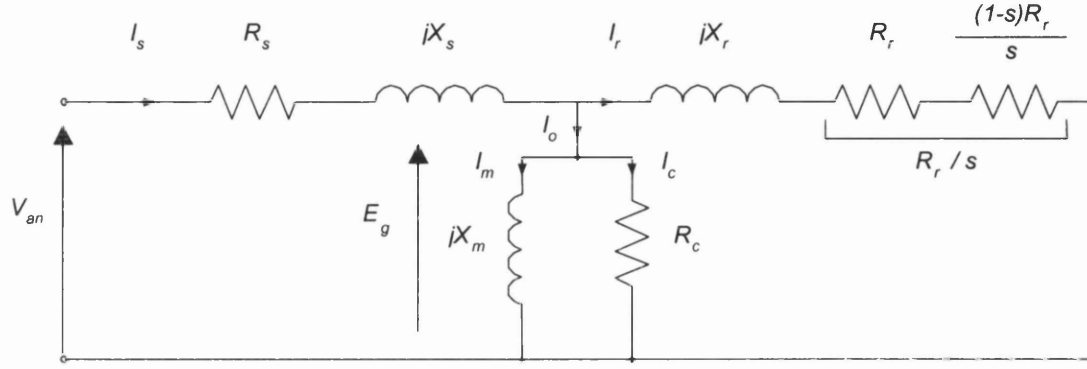 I_s
R_s
jX_s
I_r
jX_r
R_r
(1-s)R_r
s
I_o
R_r / s
I_m
I_c
V_an
E_g
jX_m
R_c